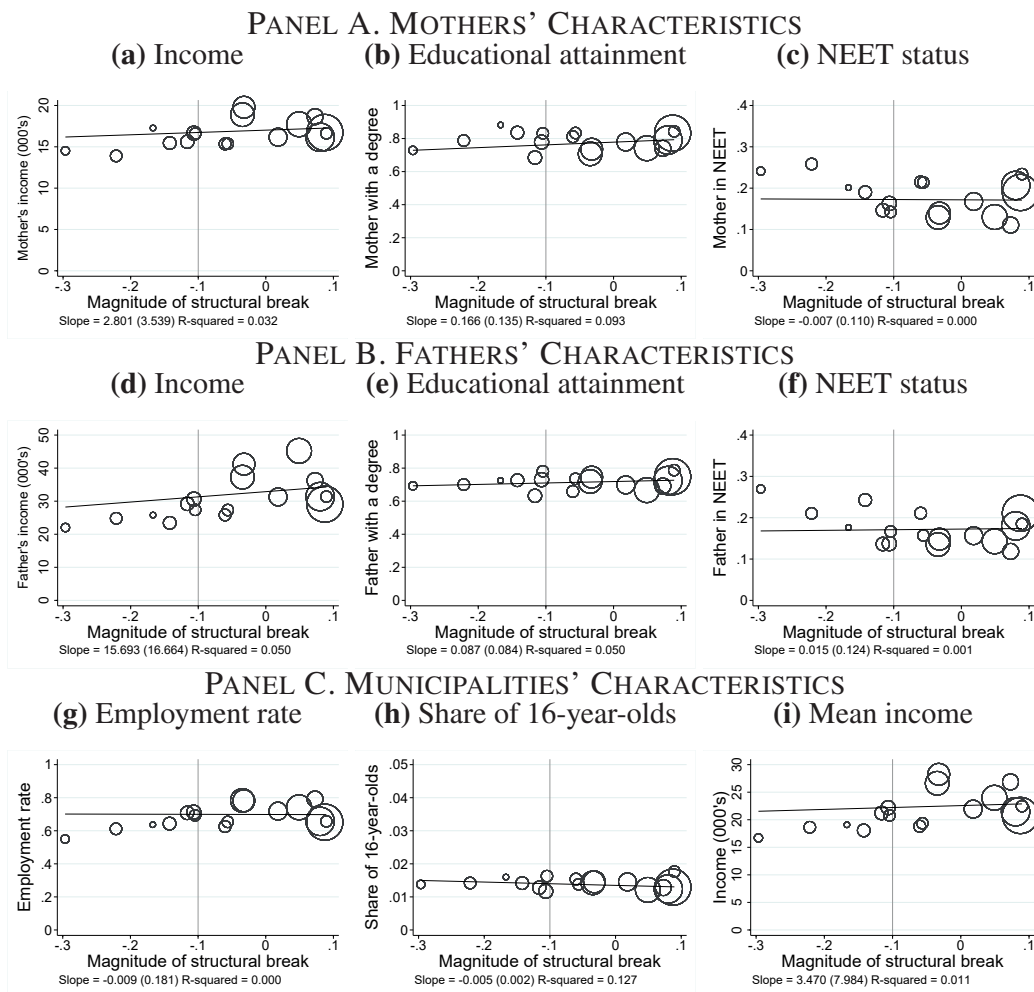 PANEL A. MOTHERS' CHARACTERISTICS
(a) Income
(b) Educational attainment
(c) NEET status
Mother's income (000's)
20
15
10
5
0
-.3 -.2 -.1 0 .1
Magnitude of structural break
Slope = 2.801 (3.539) R-squared = 0.032
Mother with a degree
1
.8
.6
.4
.2
0
-.3 -.2 -.1 0 .1
Magnitude of structural break
Slope = 0.166 (0.135) R-squared = 0.093
Mother in NEET
.4
.3
.2
.1
0
-.3 -.2 -.1 0 .1
Magnitude of structural break
Slope = -0.007 (0.110) R-squared = 0.000
PANEL B. FATHERS' CHARACTERISTICS
(d) Income
(e) Educational attainment
(f) NEET status
Father's income (000's)
50
40
30
20
10
0
-.3 -.2 -.1 0 .1
Magnitude of structural break
Slope = 15.693 (16.664) R-squared = 0.050
Father with a degree
1
.8
.6
.4
.2
0
-.3 -.2 -.1 0 .1
Magnitude of structural break
Slope = 0.087 (0.084) R-squared = 0.050
Father in NEET
.4
.3
.2
.1
0
-.3 -.2 -.1 0 .1
Magnitude of structural break
Slope = 0.015 (0.124) R-squared = 0.001
PANEL C. MUNICIPALITIES' CHARACTERISTICS
(g) Employment rate
(h) Share of 16-year-olds
(i) Mean income
Employment rate
1
.8
.6
.4
.2
0
-.3 -.2 -.1 0 .1
Magnitude of structural break
Slope = -0.009 (0.181) R-squared = 0.000
Share of 16-year-olds
.05
.04
.03
.02
.01
0
-.3 -.2 -.1 0 .1
Magnitude of structural break
Slope = -0.005 (0.002) R-squared = 0.127
Income (000's)
30
25
20
15
10
5
0
-.3 -.2 -.1 0 .1
Magnitude of structural break
Slope = 3.470 (7.984) R-squared = 0.011